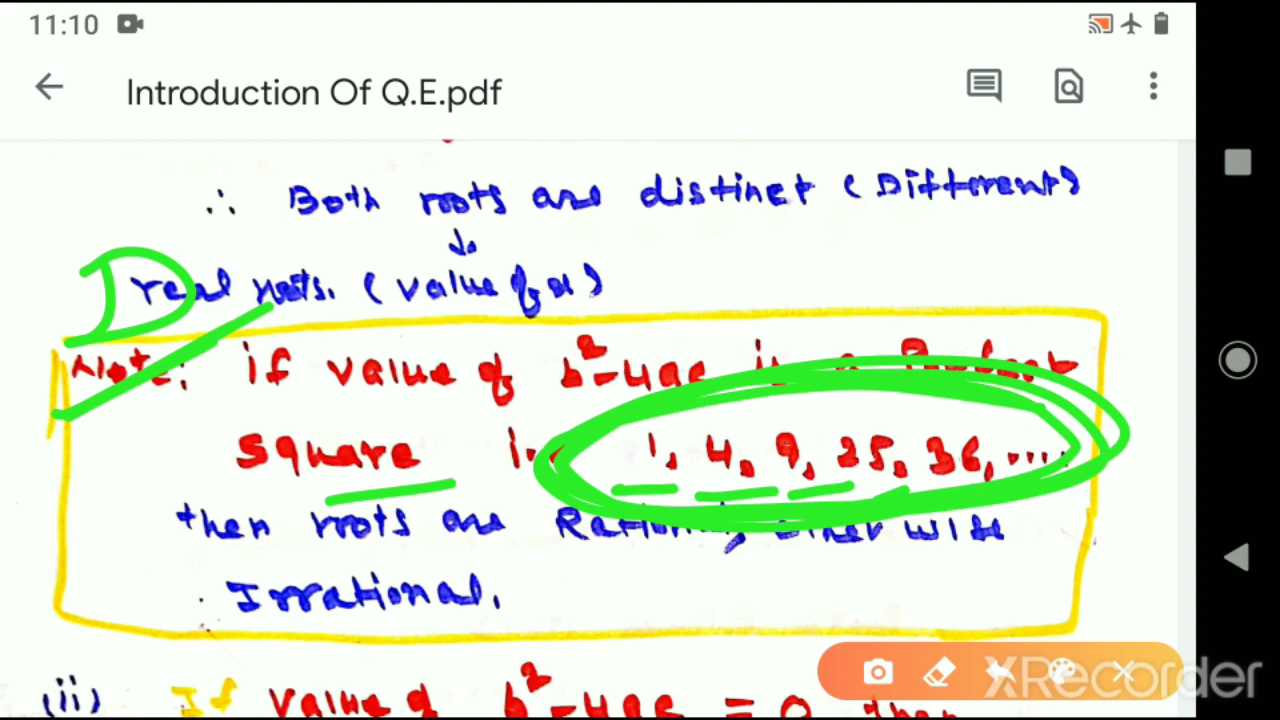 11:10
Introduction Of Q.E.pdf
∴ Both roots are distinct (Different)
real roots. (value of x)
Note: if value of b²-4ac is a Perfect
square i.e. 1, 4, 9, 25, 36, ....
then roots are Rational, otherwise
Irrational.
(ii) If value of b²-4ac = 0 then
XRecorder